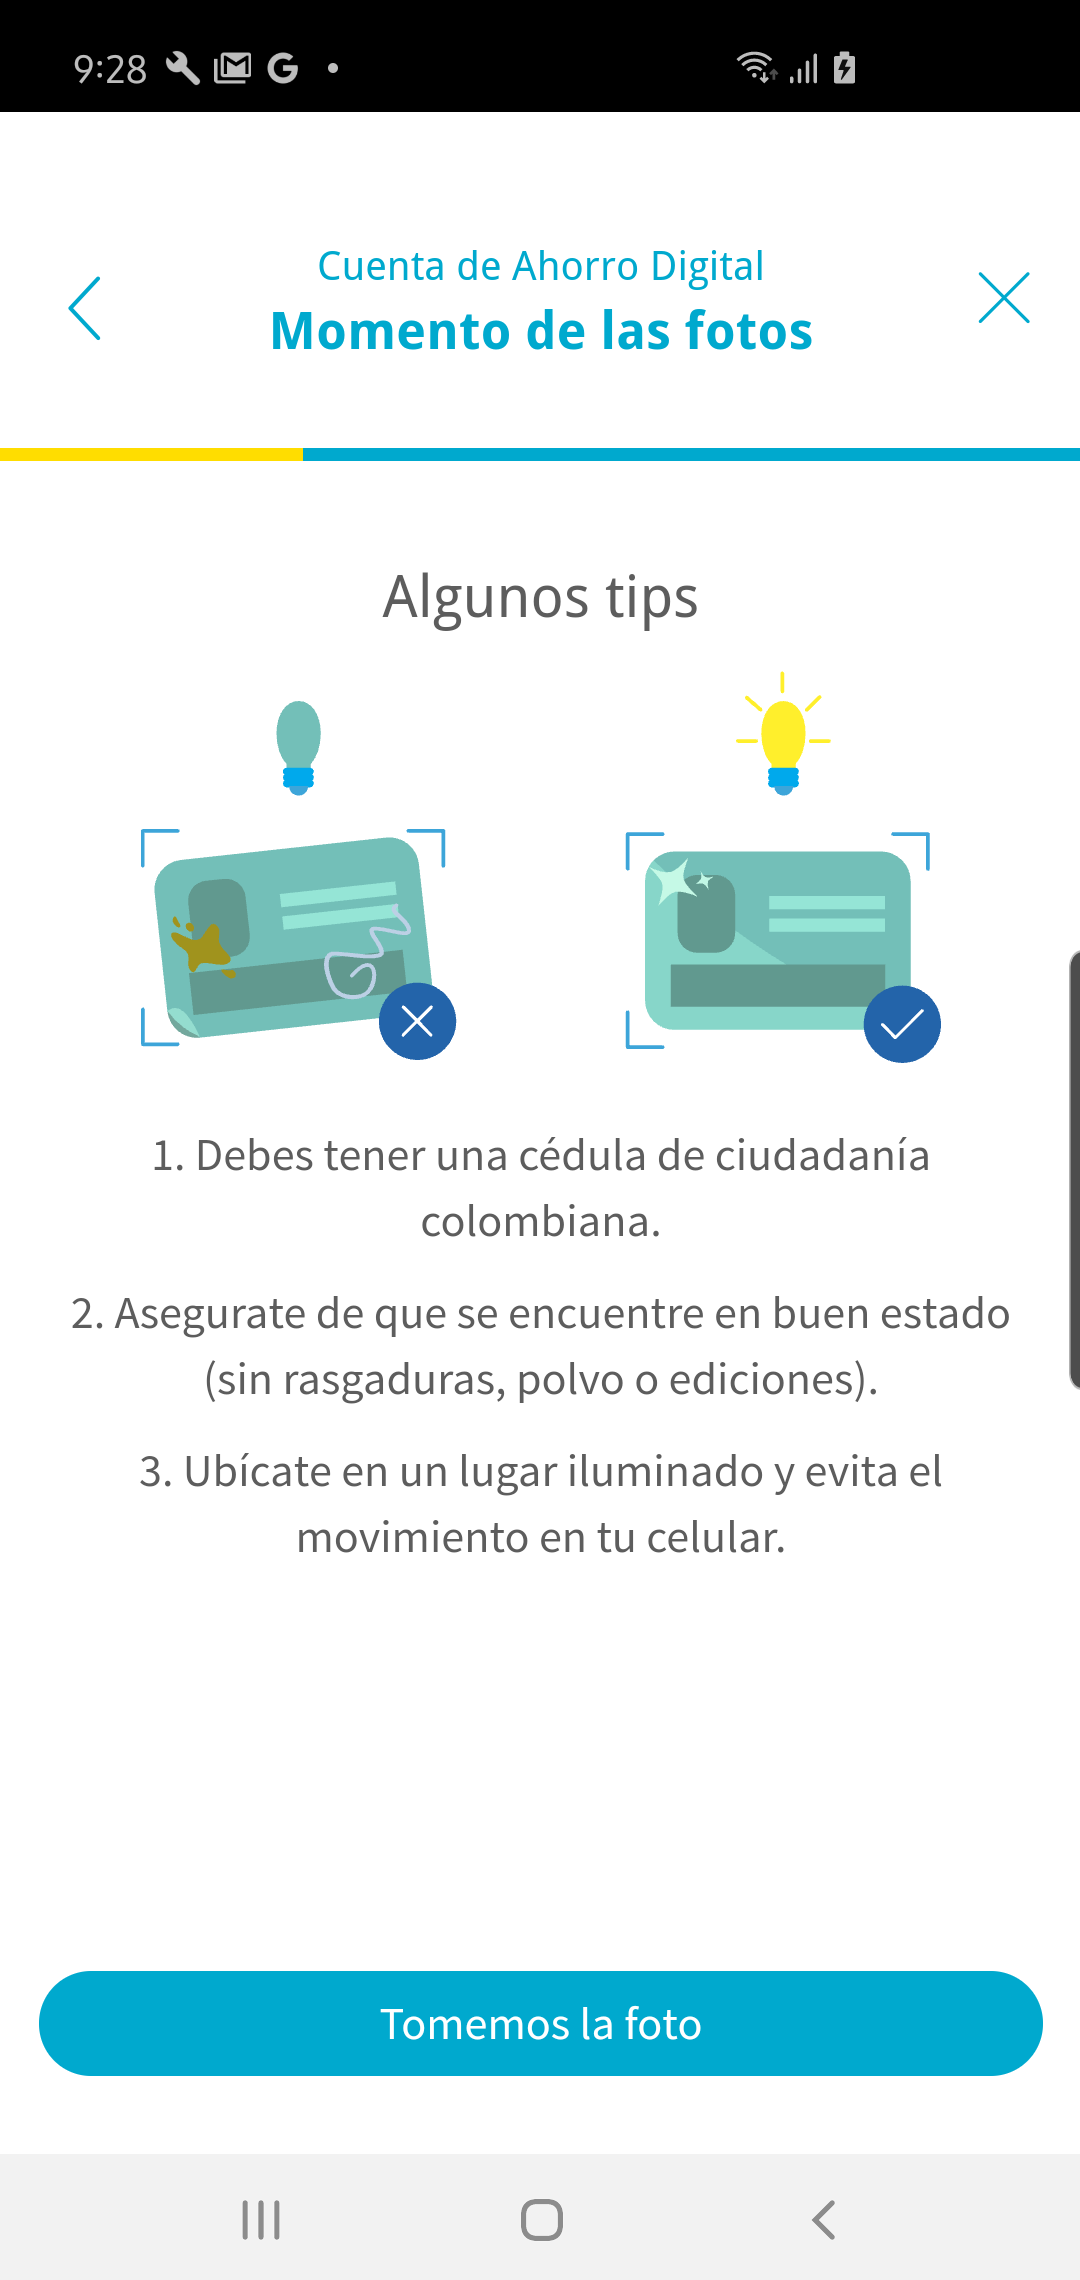 9:28
Cuenta de Ahorro Digital
Momento de las fotos
Algunos tips
1. Debes tener una cédula de ciudadanía
colombiana.
2. Asegurate de que se encuentre en buen estado
(sin rasgaduras, polvo o ediciones).
3. Ubícate en un lugar iluminado y evita el
movimiento en tu celular.
Tomemos la foto